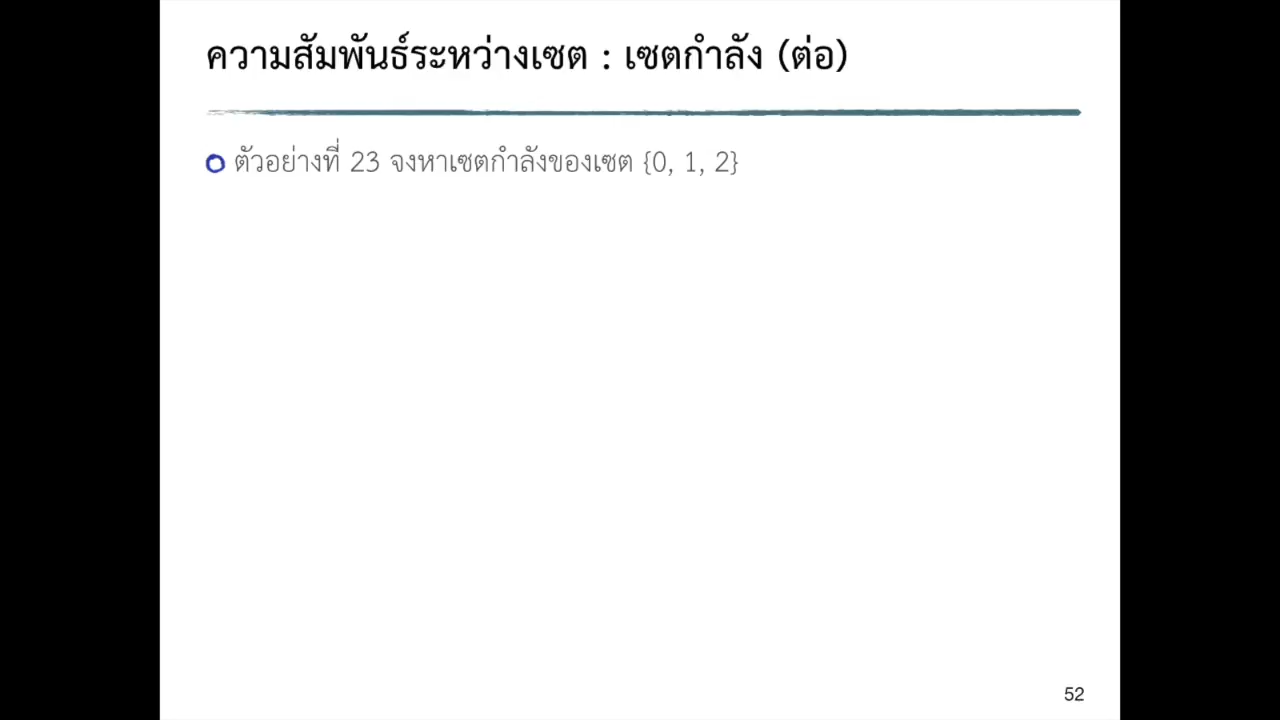 ความสัมพันธ์ระหว่างเซต : เซตกำลัง (ต่อ)
ตัวอย่างที่ 23 จงหาเซตกำลังของเซต {0, 1, 2}
52